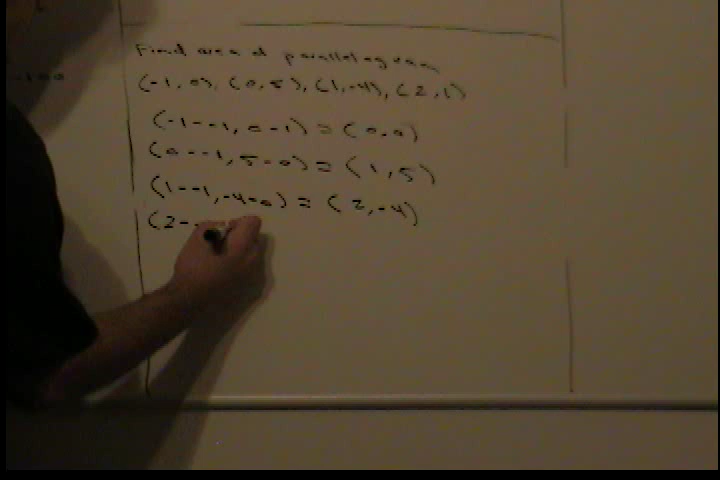 Find area of parallelogram
(-1, 0), (0, 5), (1, -4), (2, 1)
(-1 - -1, 0 - 1) = (0, 0)
(0 - -1, 5 - 0) = (1, 5)
(1 - -1, -4 - 0) = (2, -4)
(2 - -